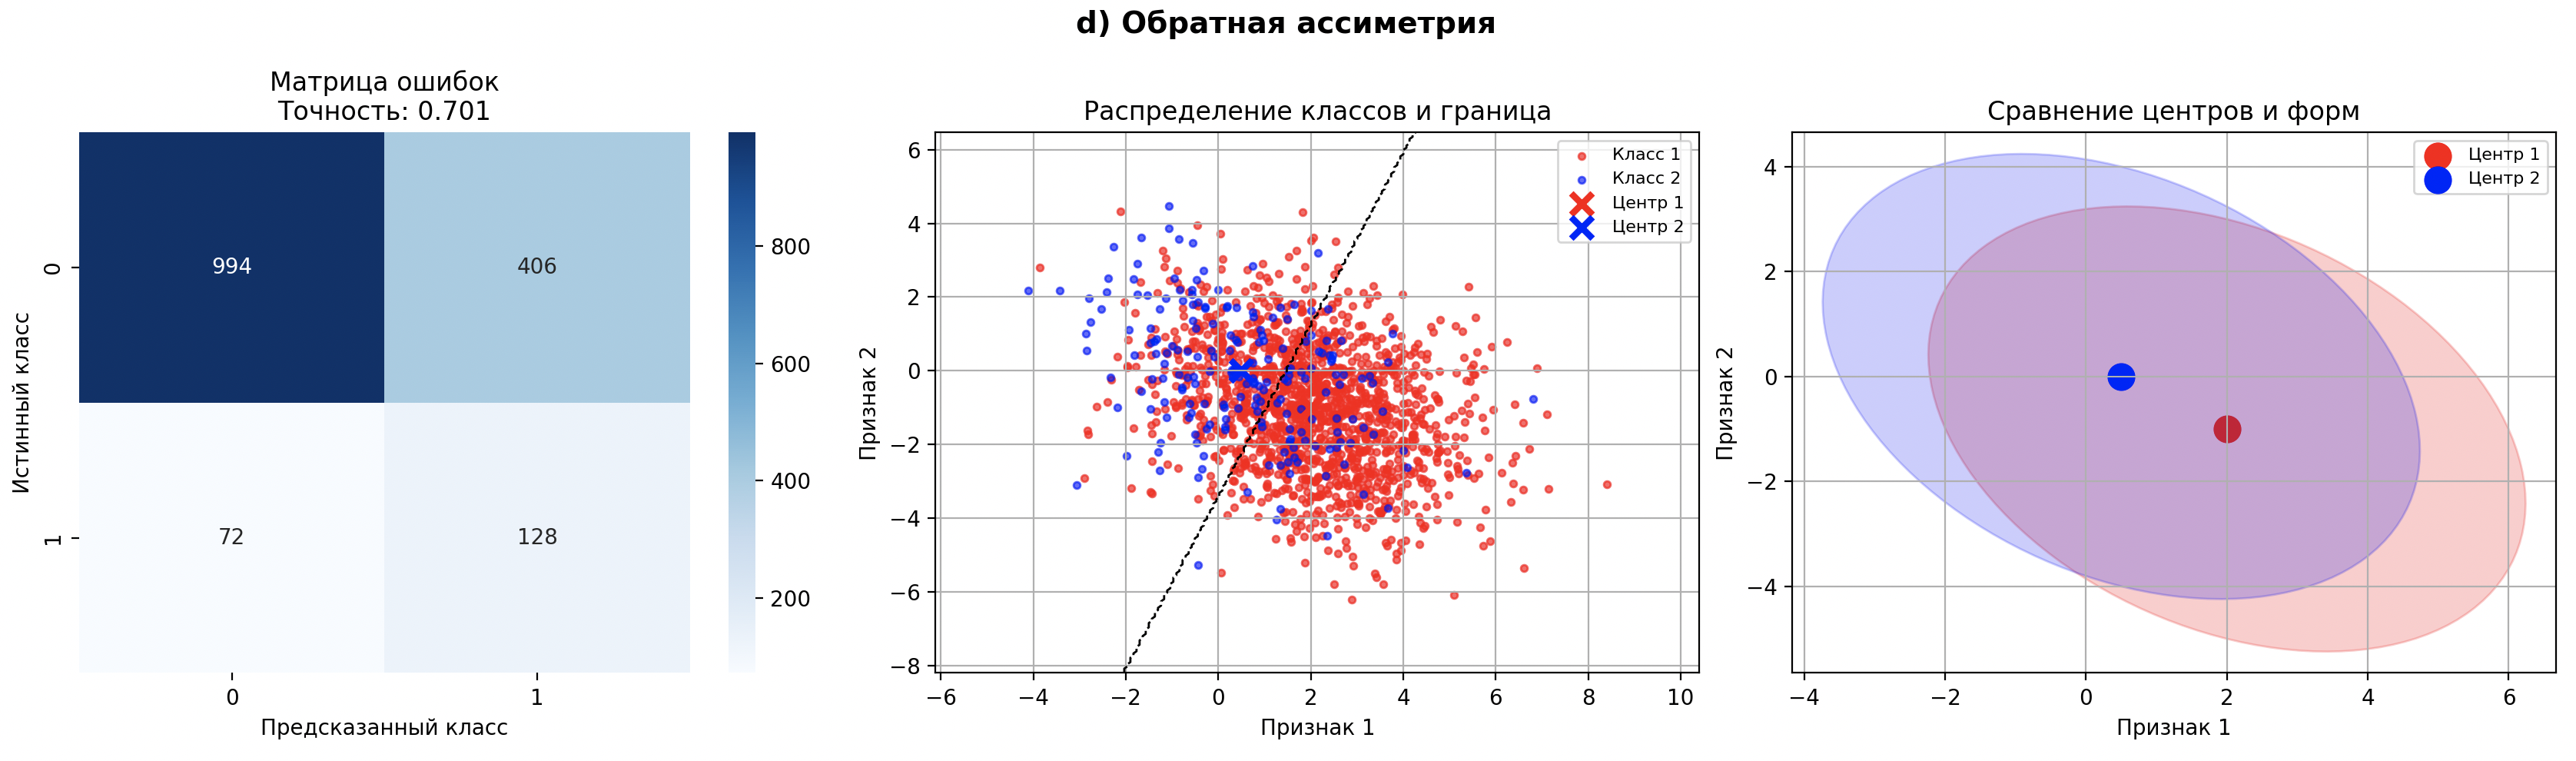 d) Обратная ассиметрия
Матрица ошибок
Точность: 0.701
Истинный класс
0
1
994
406
72
128
0
1
Предсказанный класс
800
600
400
200
Распределение классов и граница
Признак 2
6
4
2
0
−2
−4
−6
−8
−6
−4
−2
0
2
4
6
8
10
Признак 1
Класс 1
Класс 2
Центр 1
Центр 2
Сравнение центров и форм
Признак 2
4
2
0
−2
−4
−4
−2
0
2
4
6
Признак 1
Центр 1
Центр 2